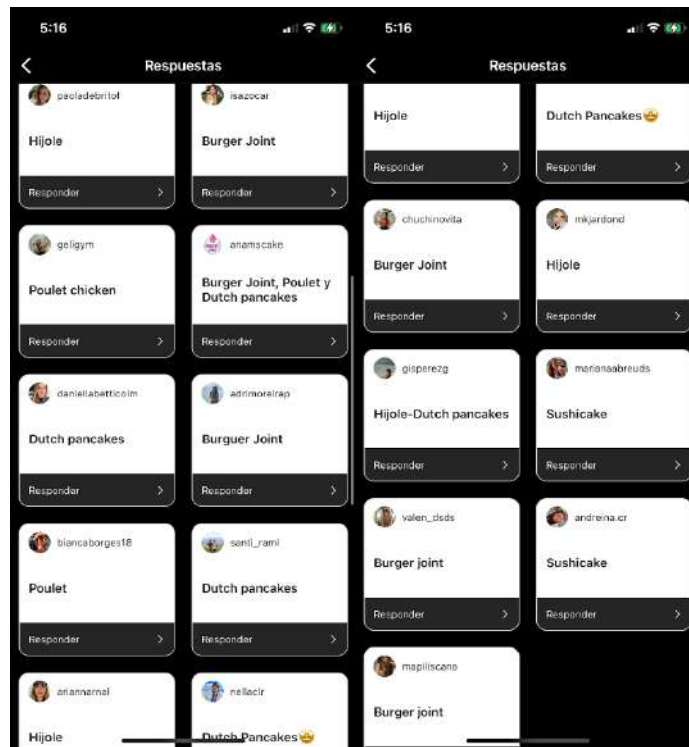 5:16
Respuestas
paoladebritof
isazocar
Hijole
Burger Joint
Responder
Responder
geligym
anamscake
Poulet chicken
Burger Joint, Poulet y
Dutch pancakes
Responder
Responder
daniellabetticolm
adrimoreirap
Dutch pancakes
Burguer Joint
Responder
Responder
biancaborges18
santi_rami
Poulet
Dutch pancakes
Responder
Responder
ariannarnal
nellaclr
Hijole
Dutch Pancakes🤩
5:16
Respuestas
Hijole
Dutch Pancakes🤩
Responder
Responder
chuchinovita
mkjardond
Burger Joint
Hijole
Responder
Responder
gisperezg
marianaabreuds
Hijole-Dutch pancakes
Sushicake
Responder
Responder
valen_dsds
andreina.cr
Burger joint
Sushicake
Responder
Responder
mapiliscano
Burger joint